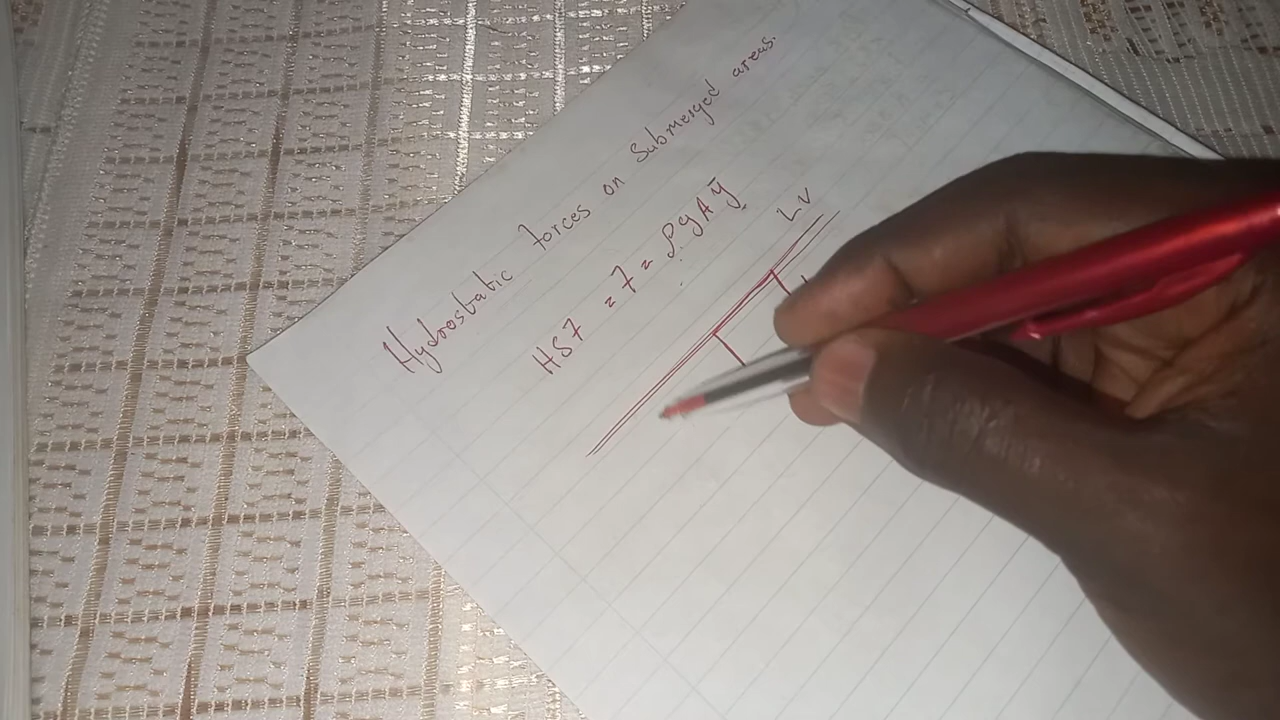 Hydrostatic forces on Submerged areas.
HSF = F = ρgAȳ
LV